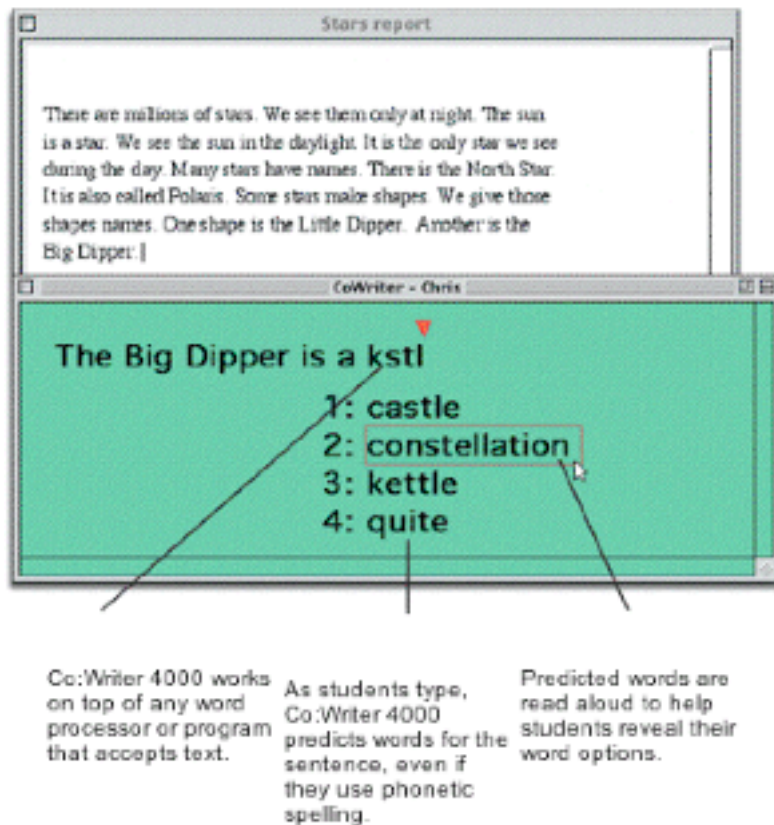 Stars report
There are millions of stars. We see them only at night. The sun
is a star. We see the sun in the daylight. It is the only star we see
during the day. Many stars have names. There is the North Star.
It is also called Polaris. Some stars make shapes. We give those
shapes names. One shape is the Little Dipper. Another is the
Big Dipper.
CoWriter - Chris
The Big Dipper is a kstl
1: castle
2: constellation
3: kettle
4: quite
Co:Writer 4000 works
on top of any word
processor or program
that accepts text.
As students type,
Co:Writer 4000
predicts words for the
sentence, even if
they use phonetic
spelling.
Predicted words are
read aloud to help
students reveal their
word options.